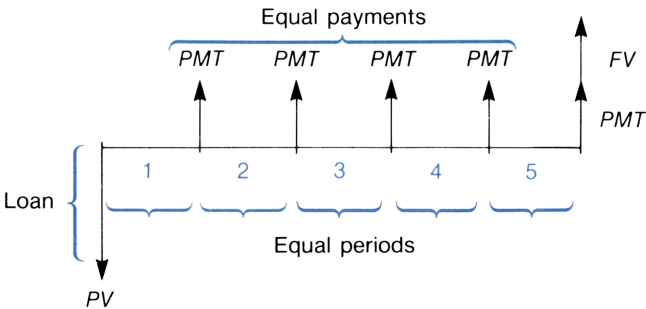 Equal payments
PMT PMT PMT PMT FV
PMT
1 2 3 4 5
Loan
Equal periods
PV